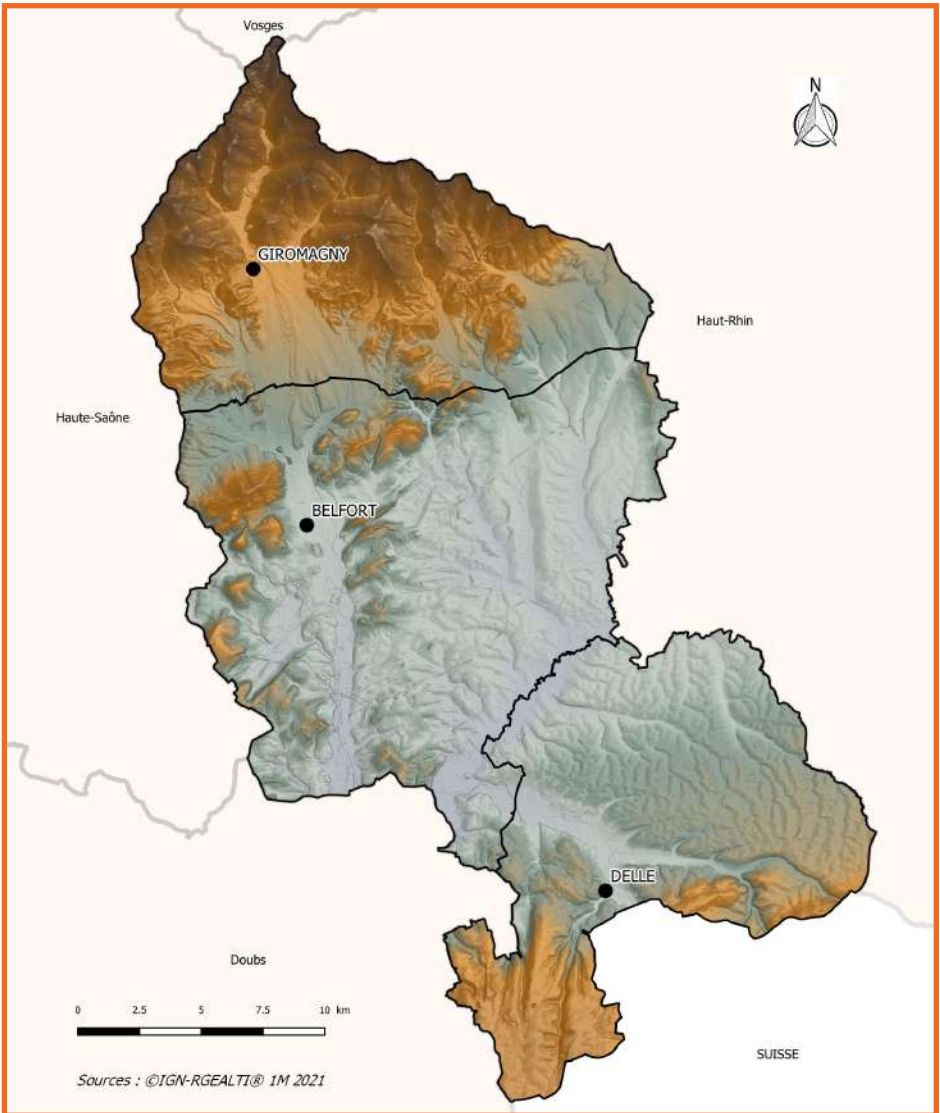 Vosges
N
GIROMAGNY
Haut-Rhin
Haute-Saône
BELFORT
DELLE
Doubs
0 2.5 5 7.5 10 km
SUISSE
Sources : ©IGN-RGEALTI® 1M 2021